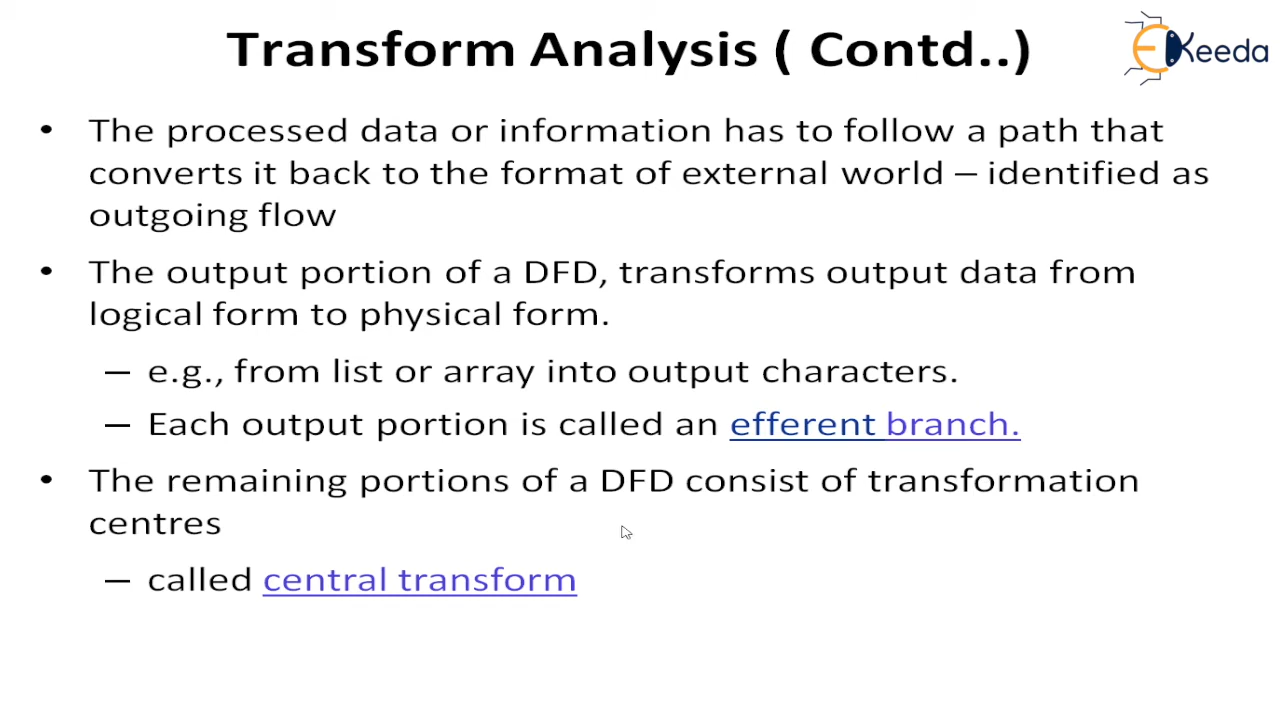 Transform Analysis ( Contd..)
EKeeda
• The processed data or information has to follow a path that
converts it back to the format of external world – identified as
outgoing flow
• The output portion of a DFD, transforms output data from
logical form to physical form.
– e.g., from list or array into output characters.
– Each output portion is called an efferent branch.
• The remaining portions of a DFD consist of transformation
centres
– called central transform